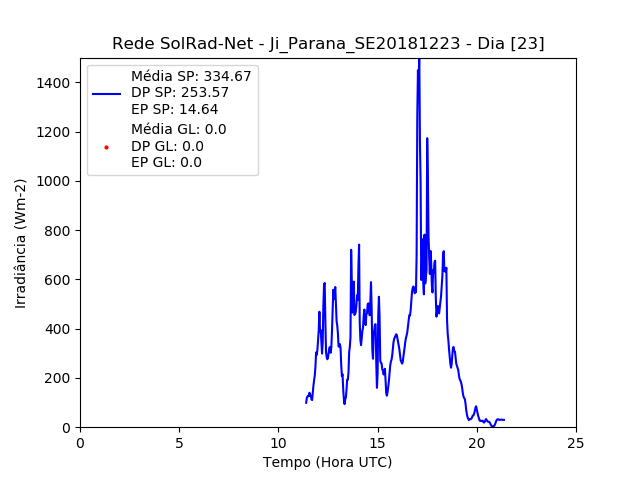 Rede SolRad-Net - Ji_Parana_SE20181223 - Dia [23]
Média SP: 334.67
DP SP: 253.57
EP SP: 14.64
Média GL: 0.0
DP GL: 0.0
EP GL: 0.0
Irradiância (Wm-2)
1400
1200
1000
800
600
400
200
0
0 5 10 15 20 25
Tempo (Hora UTC)